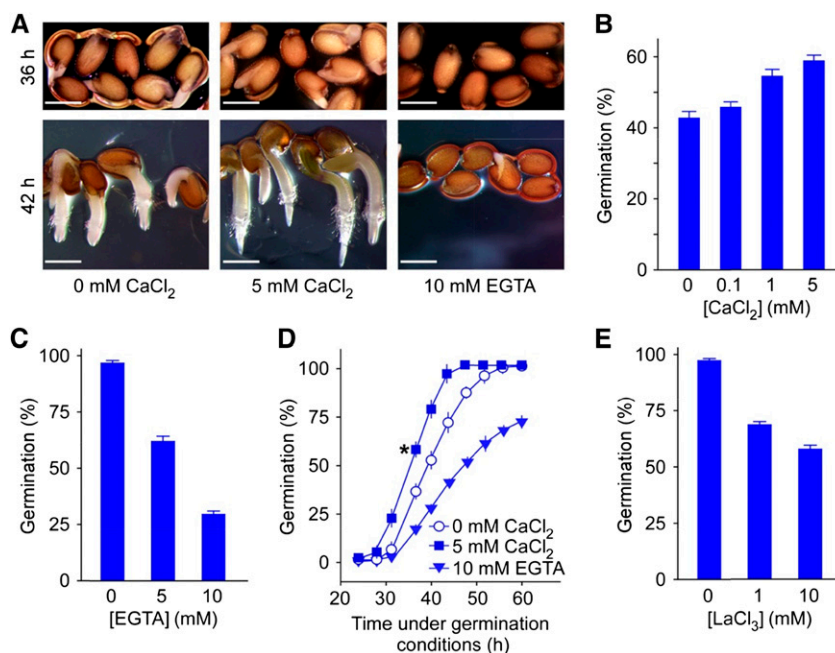 A
36 h
42 h
0 mM CaCl₂
5 mM CaCl₂
10 mM EGTA
B
Germination (%)
60
40
20
0
0 0.1 1 5
[CaCl₂] (mM)
C
Germination (%)
100
75
50
25
0
0 5 10
[EGTA] (mM)
D
Germination (%)
100
75
50
25
0
*
0 mM CaCl₂
5 mM CaCl₂
10 mM EGTA
20 30 40 50 60
Time under germination
conditions (h)
E
Germination (%)
100
75
50
25
0
0 1 10
[LaCl₃] (mM)